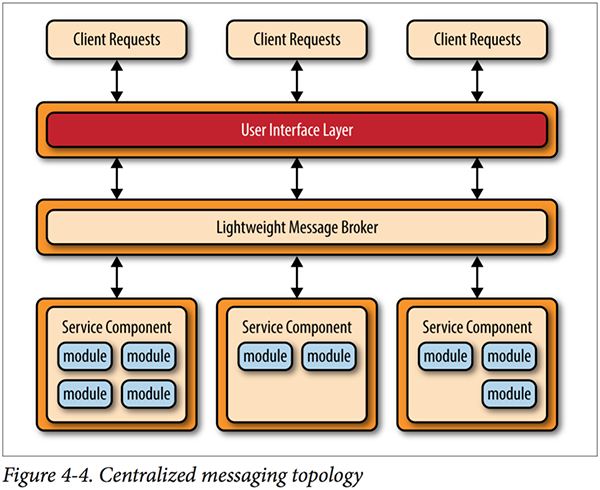 Client Requests
Client Requests
Client Requests
User Interface Layer
Lightweight Message Broker
Service Component
module
module
module
module
Service Component
module
module
Service Component
module
module
module
Figure 4-4. Centralized messaging topology